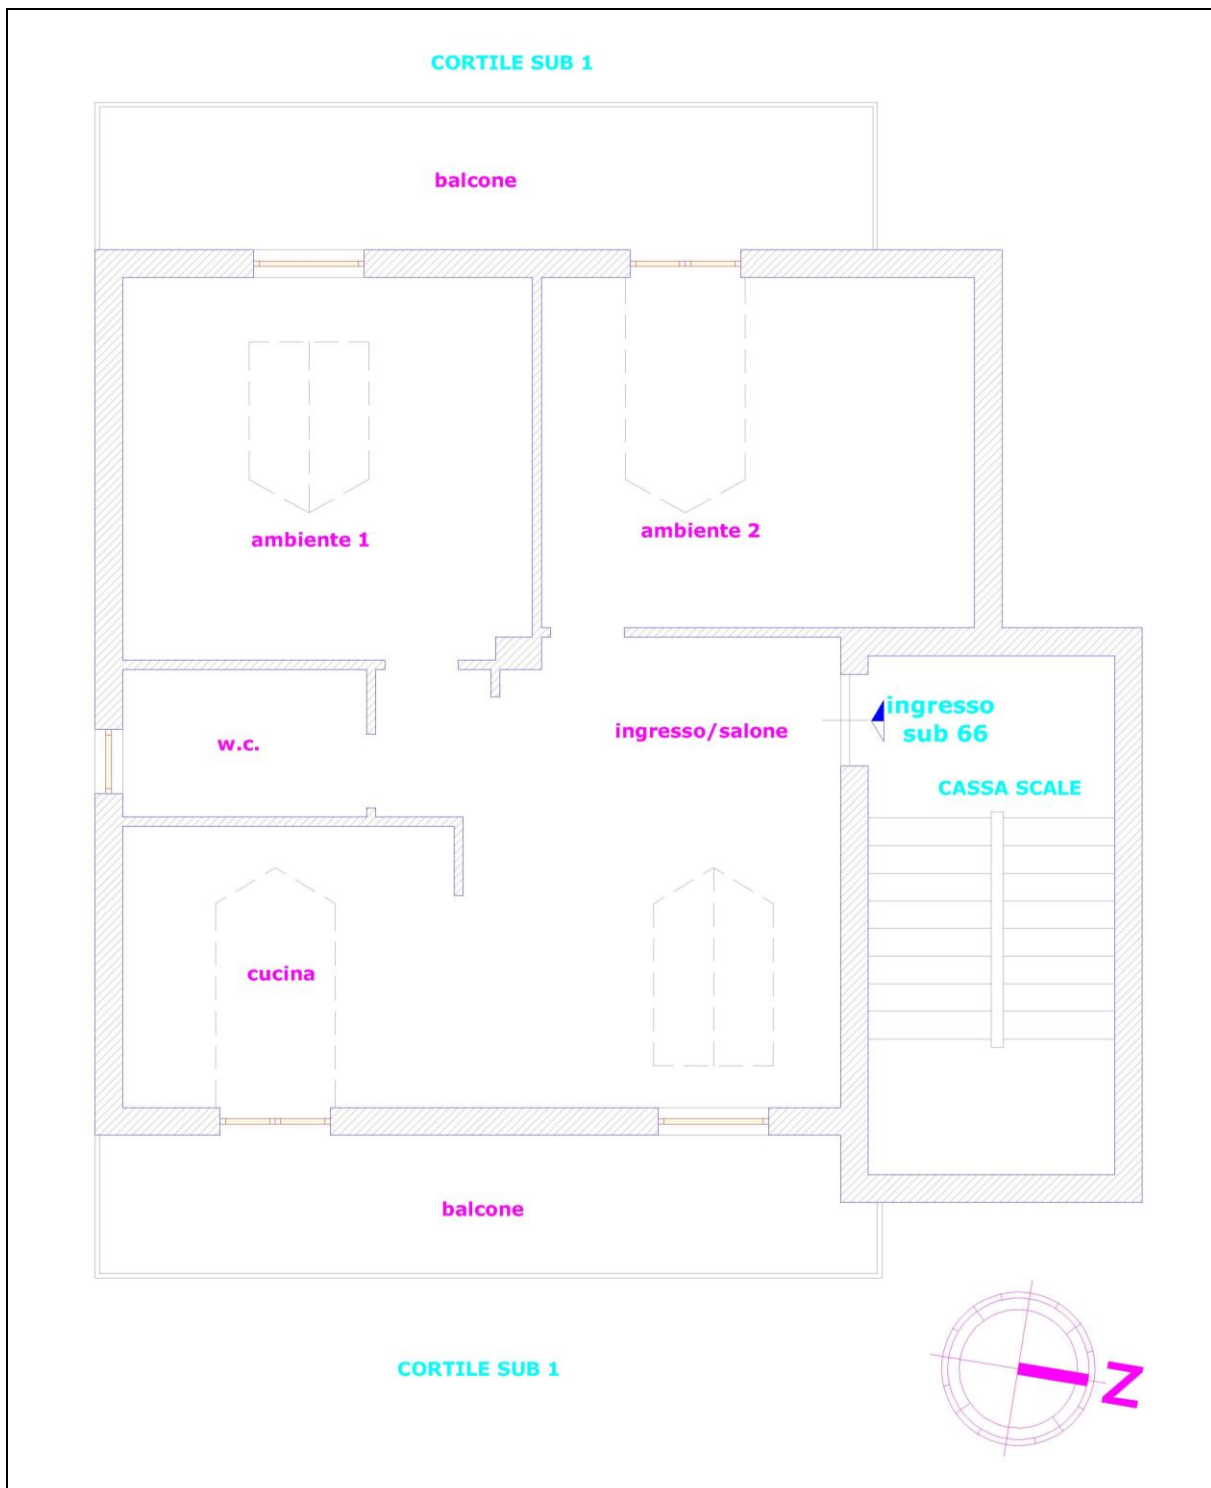 CORTILE SUB 1
balcone
ambiente 1
ambiente 2
ingresso
sub 66
ingresso/salone
w.c.
CASSA SCALE
cucina
balcone
CORTILE SUB 1
N